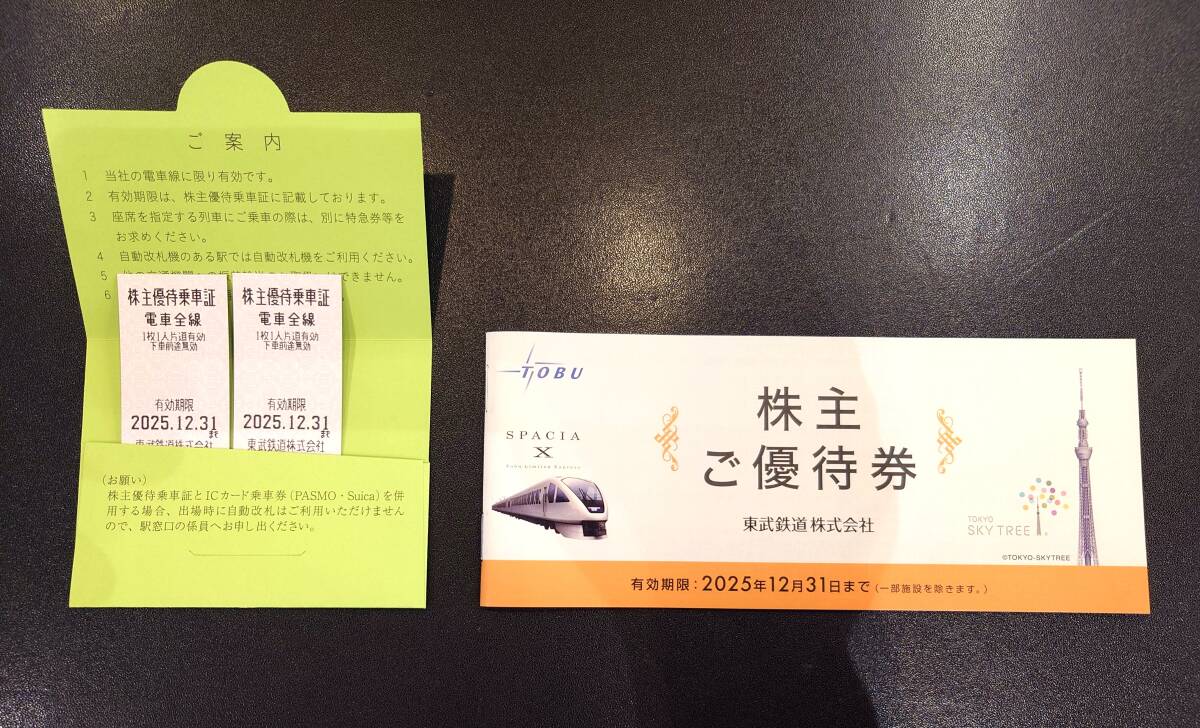 ご案内
1 当社の電車線に限り有効です。
2 有効期限は、株主優待乗車証に記載しております。
3 座席を指定する列車にご乗車の際は、別に特急券等を
お求めください。
4 自動改札機のある駅では自動改札機をご利用ください。
5 できません。
6
株主優待乗車証
電車全線
1枚1人片道有効
下車前途無効
有効期限
2025.12.31
まで
東武鉄道株式会社
株主優待乗車証
電車全線
1枚1人片道有効
下車前途無効
有効期限
2025.12.31
まで
東武鉄道株式会社
(お願い)
株主優待乗車証とICカード乗車券(PASMO・Suica)を併
用する場合、出場時に自動改札はご利用いただけません
ので、駅窓口の係員へお申し出ください。
TOBU
SPACIA
X
Tobu Limited Express
株主
ご優待券
東武鉄道株式会社
TOKYO
SKYTREE
©TOKYO-SKYTREE
有効期限：2025年12月31日まで(一部施設を除きます。)